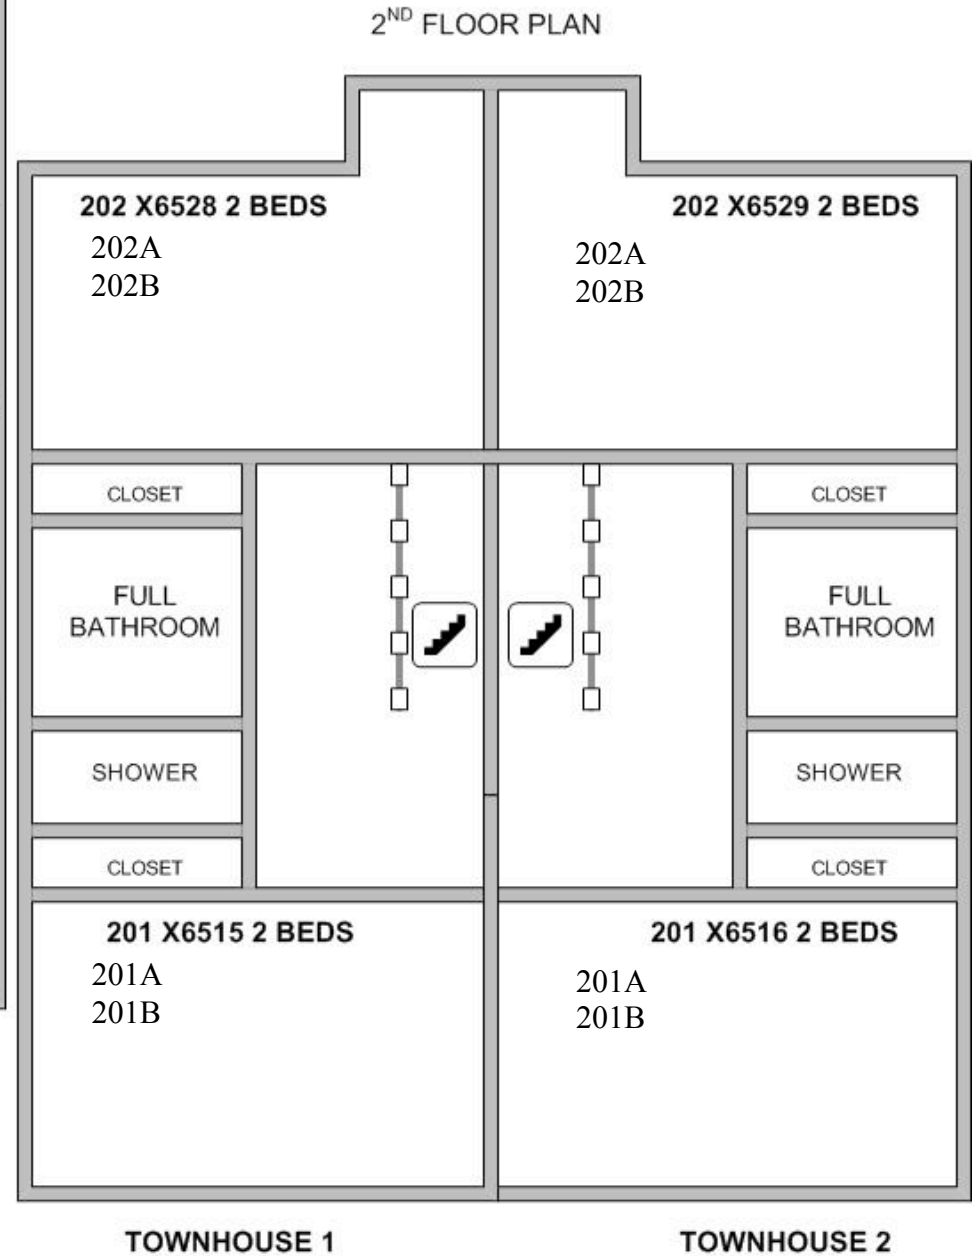 2ND FLOOR PLAN
202 X6528 2 BEDS
202A
202B
202 X6529 2 BEDS
202A
202B
CLOSET
CLOSET
FULL
BATHROOM
FULL
BATHROOM
SHOWER
SHOWER
CLOSET
CLOSET
201 X6515 2 BEDS
201A
201B
201 X6516 2 BEDS
201A
201B
TOWNHOUSE 1
TOWNHOUSE 2